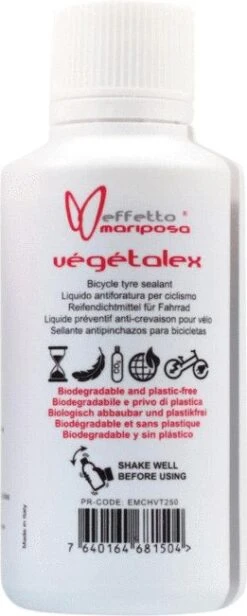 effetto®
mariposa
végétalex
Bicycle tyre sealant
Liquido antiforatura per ciclismo
Reifendichtmittel für Fahrrad
Liquide préventif anti-crevaison pour vélo
Sellante antipinchazos para bicicletas
CO2
Biodegradable and plastic-free
Biodegradabile e privo di plastica
Biologisch abbaubar und plastikfrei
Biodégradable et sans plastique
Biodegradable y sin plástico
SHAKE WELL
BEFORE USING
PR-CODE: EMCHVT250
7 640164 681504 >
Made in Italy